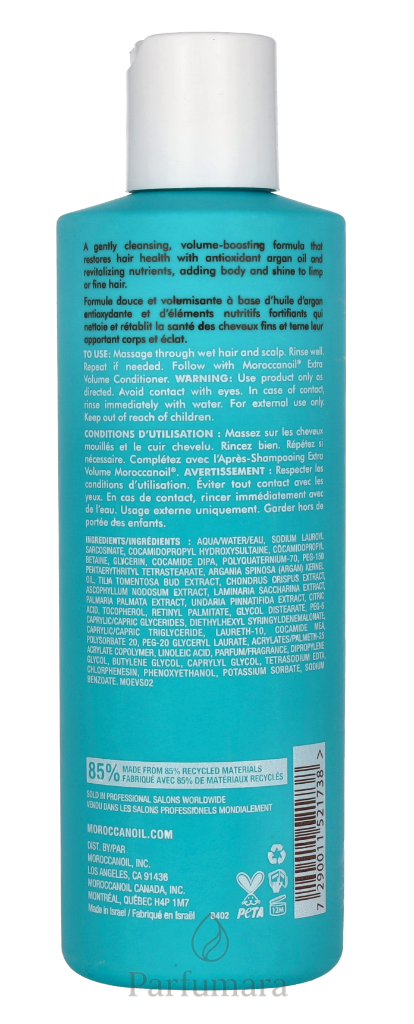 A gently cleansing, volume-boosting formula that
restores hair health with antioxidant argan oil and
revitalizing nutrients, adding body and shine to limp
or fine hair.
Formule douce et volumisante à base d'huile d'argan
antioxydante et d'éléments nutritifs fortifiants qui
nettoie et rétablit la santé des cheveux fins et terne leur
apportant corps et éclat.
TO USE: Massage through wet hair and scalp. Rinse well.
Repeat if needed. Follow with Moroccanoil® Extra
Volume Conditioner. WARNING: Use product only as
directed. Avoid contact with eyes. In case of contact,
rinse immediately with water. For external use only.
Keep out of reach of children.
CONDITIONS D'UTILISATION : Massez sur les cheveux
mouillés et le cuir chevelu. Rincez bien. Répétez si
nécessaire. Complétez avec l'Après-Shampooing Extra
Volume Moroccanoil®. AVERTISSEMENT : Respecter les
conditions d'utilisation. Éviter tout contact avec les
yeux. En cas de contact, rincer immédiatement avec
de l'eau. Usage externe uniquement. Garder hors de
portée des enfants.
INGREDIENTS/INGRÉDIENTS : AQUA/WATER/EAU, SODIUM LAUROYL
SARCOSINATE, COCAMIDOPROPYL HYDROXYSULTAINE, COCAMIDOPROPYL
BETAINE, GLYCERIN, COCAMIDE DIPA, POLYQUATERNIUM-70, PEG-150
PENTAERYTHRITYL TETRASTEARATE, ARGANIA SPINOSA (ARGAN) KERNEL
OIL, TILIA TOMENTOSA BUD EXTRACT, CHONDRUS CRISPUS EXTRACT,
ASCOPHYLLUM NODOSUM EXTRACT, LAMINARIA SACCHARINA EXTRACT,
PALMARIA PALMATA EXTRACT, UNDARIA PINNATIFIDA EXTRACT, CITRIC
ACID, TOCOPHEROL, RETINYL PALMITATE, GLYCOL DISTEARATE, PEG-6
CAPRYLIC/CAPRIC GLYCERIDES, DIETHYLHEXYL SYRINGYLIDENEMALONATE,
CAPRYLIC/CAPRIC TRIGLYCERIDE, LAURETH-10, COCAMIDE MEA,
POLYSORBATE 20, PEG-20 GLYCERYL LAURATE, ACRYLATES/PALMETH-25
ACRYLATE COPOLYMER, LINOLEIC ACID, PARFUM/FRAGRANCE, DIPROPYLENE
GLYCOL, BUTYLENE GLYCOL, CAPRYLYL GLYCOL, TETRASODIUM EDTA,
CHLORPHENESIN, PHENOXYETHANOL, POTASSIUM SORBATE, SODIUM
BENZOATE. MOEVS02
85% MADE FROM 85% RECYCLED MATERIALS
FABRIQUÉ AVEC 85% DE MATÉRIAUX RECYCLÉS
SOLD IN PROFESSIONAL SALONS WORLDWIDE
VENDU DANS LES SALONS PROFESSIONELS MONDIALEMENT
MOROCCANOIL.COM
DIST. BY/PAR
MOROCCANOIL, INC.
LOS ANGELES, CA 91436
MOROCCANOIL CANADA, INC.
MONTRÉAL, QUÉBEC H4P 1M7
Made in Israel / Fabriqué en Israël
B402
PETA
12M
7 290011 521738 >
Parfumara